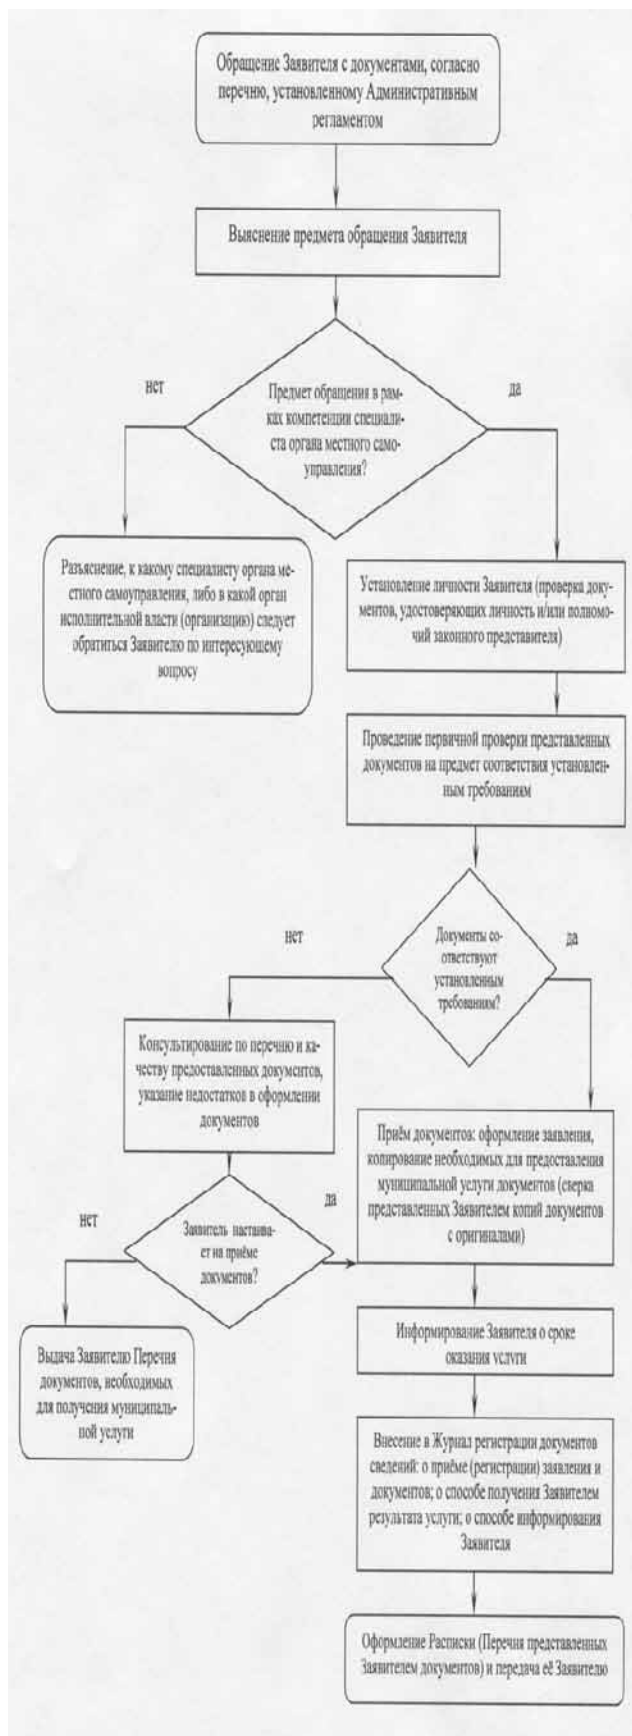 Обращение Заявителя с документами, согласно
перечню, установленному Административным
регламентом
Выяснение предмета обращения Заявителя
нет
да
Предмет обращения в рам-
ках компетенции специали-
ста органа местного само-
управления?
Разъяснение, к какому специалисту органа ме-
стного самоуправления, либо в какой орган
исполнительной власти (организацию) следует
обратиться Заявителю по интересующему
вопросу
Установление личности Заявителя (проверка доку-
ментов, удостоверяющих личность и/или полномо-
чий законного представителя)
Проведение первичной проверки представленных
документов на предмет соответствия установлен-
ным требованиям
нет
да
Документы со-
ответствуют
установленным
требованиям?
Консультирование по перечню и ка-
честву предоставленных документов,
указание недостатков в оформлении
документов
Приём документов: оформление заявления,
копирование необходимых для предоставления
муниципальной услуги документов (сверка
представленных Заявителем копий документов
с оригиналами)
нет
да
Заявитель настаива-
ет на приёме
документов?
Выдача Заявителю Перечня
документов, необходимых
для получения муниципаль-
ной услуги
Информирование Заявителя о сроке
оказания услуги
Внесение в Журнал регистрации документов
сведений: о приёме (регистрации) заявления и
документов; о способе получения Заявителем
результата услуги; о способе информирования
Заявителя
Оформление Расписки (Перечня представленных
Заявителем документов) и передача её Заявителю